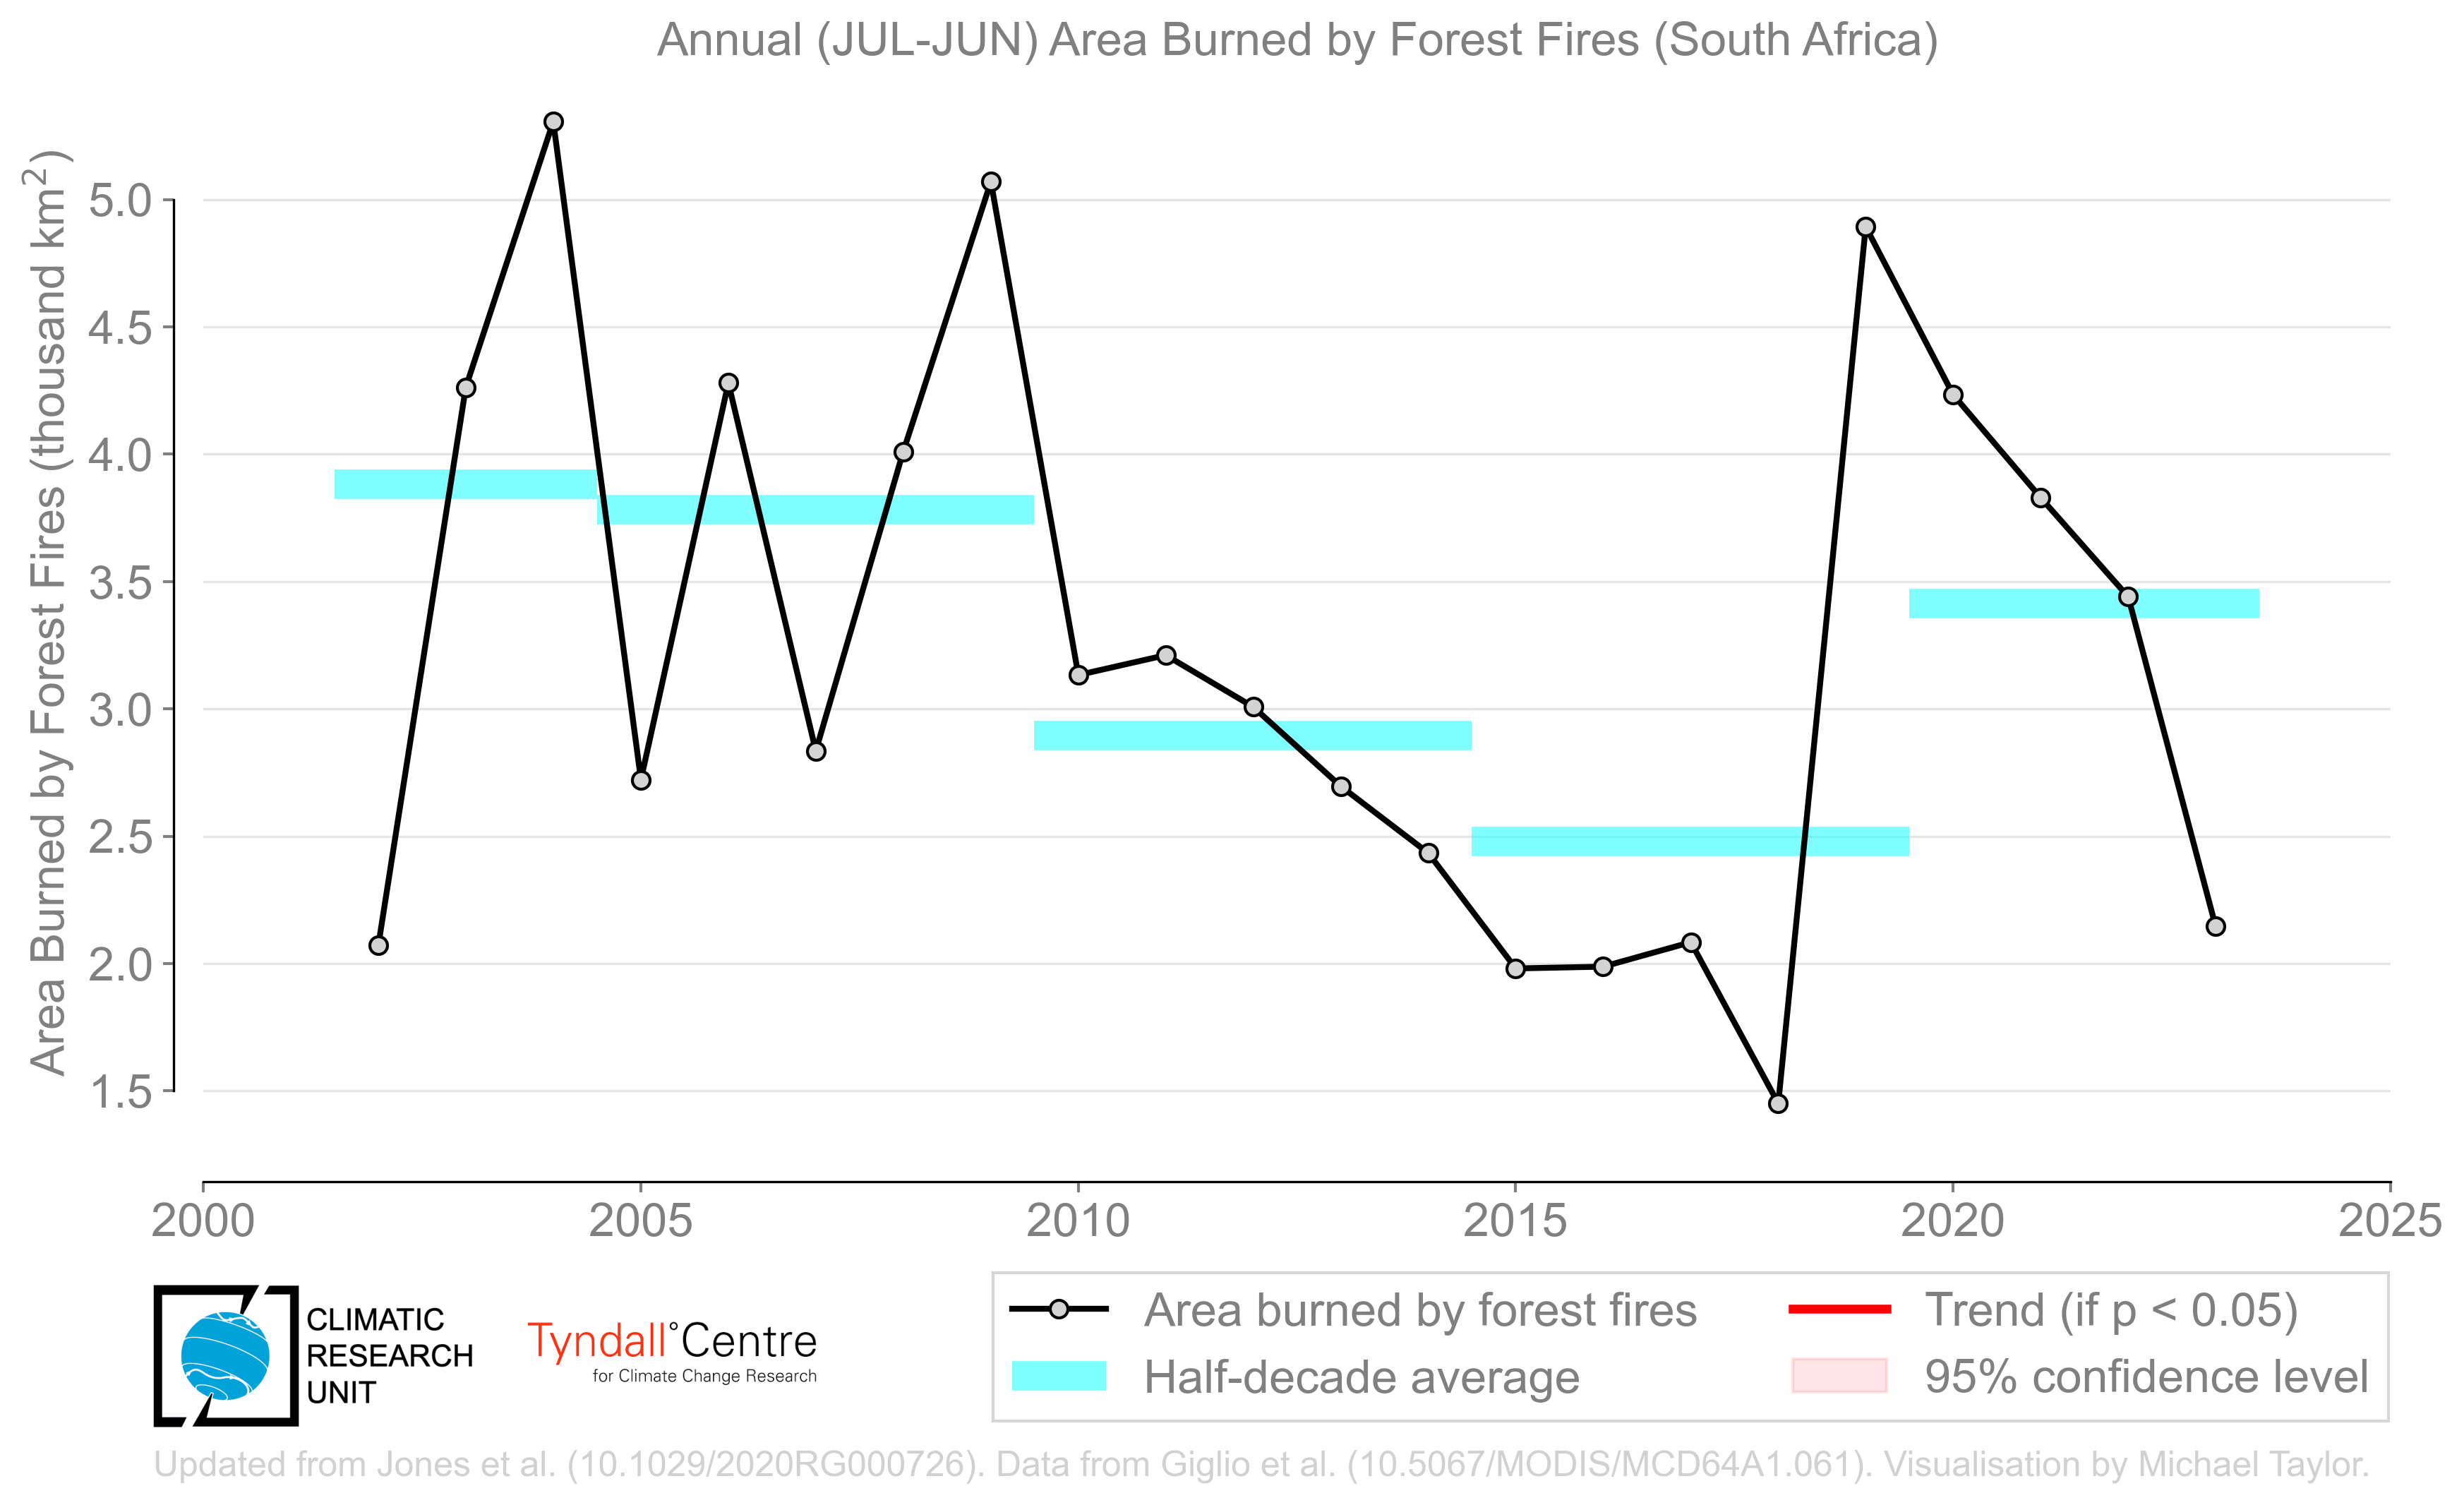 Annual (JUL-JUN) Area Burned by Forest Fires (South Africa)
Area Burned by Forest Fires (thousand km²)
5.0
4.5
4.0
3.5
3.0
2.5
2.0
1.5
2000 2005 2010 2015 2020 2025
CLIMATIC
RESEARCH
UNIT
Tyndall°Centre
for Climate Change Research
Area burned by forest fires
Half-decade average
Trend (if p < 0.05)
95% confidence level
Updated from Jones et al. (10.1029/2020RG000726). Data from Giglio et al. (10.5067/MODIS/MCD64A1.061). Visualisation by Michael Taylor.